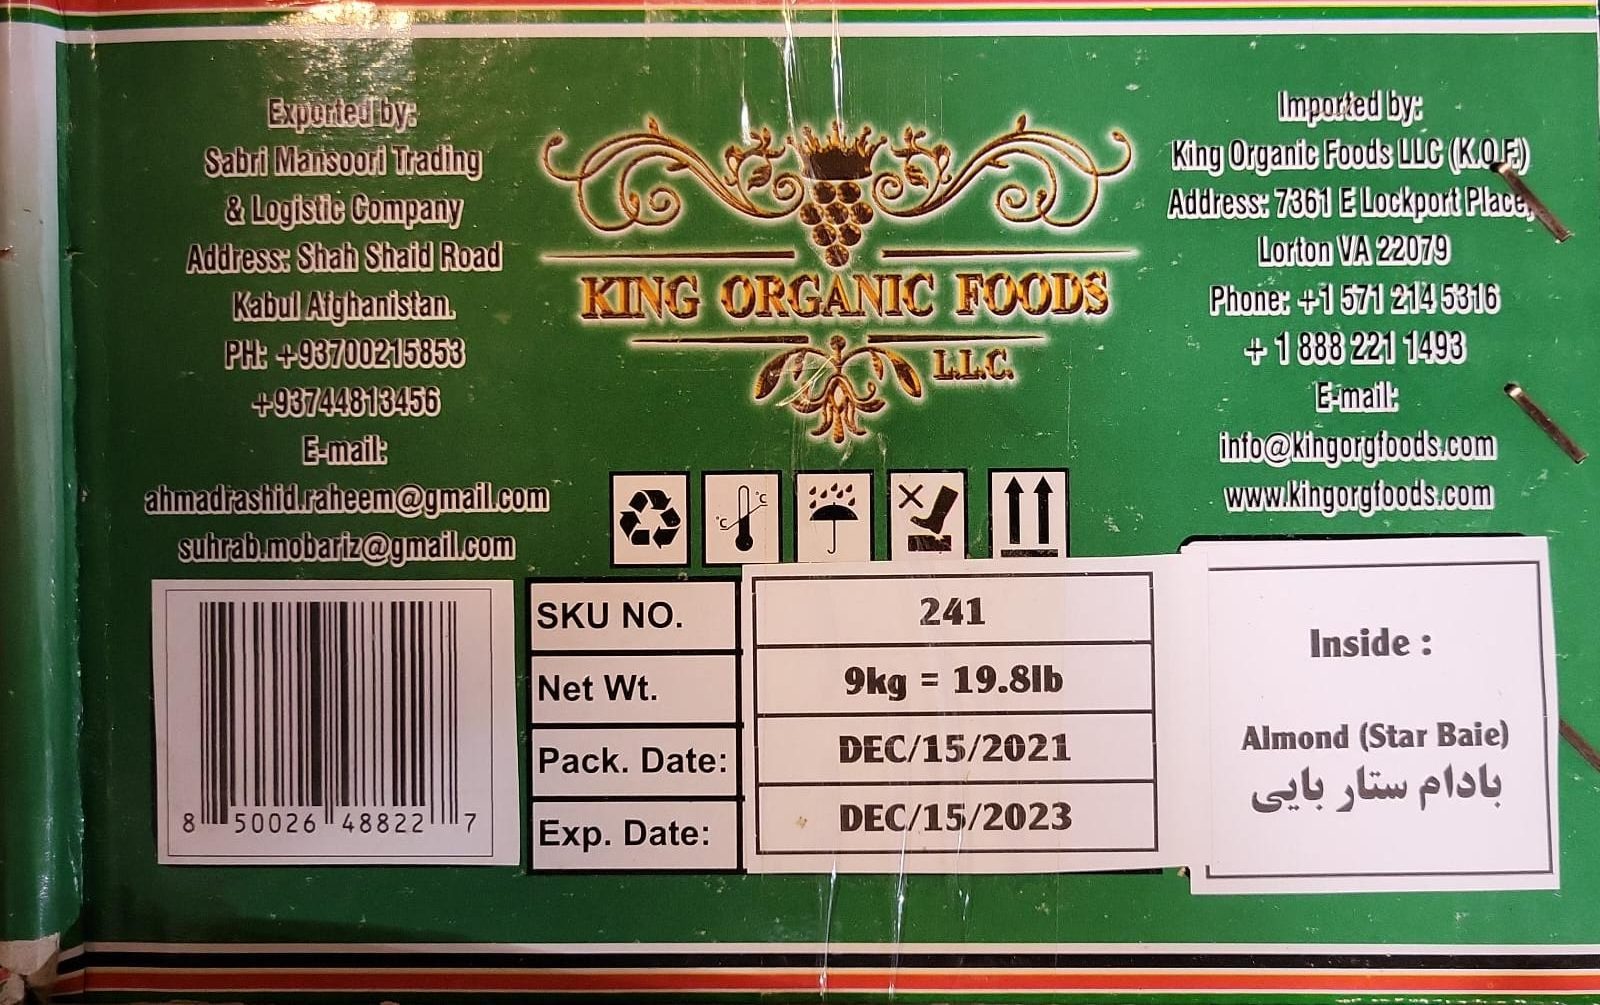 Exported by:
Sabri Mansoori Trading
& Logistic Company
Address: Shah Shaid Road
Kabul Afghanistan.
PH: +93700215853
+93744813456
E-mail:
ahmadrashid.raheem@gmail.com
suhrab.mobariz@gmail.com
KING ORGANIC FOODS
L.L.C.
Imported by:
King Organic Foods LLC (K.O.F.)
Address: 7361 E Lockport Place,
Lorton VA 22079
Phone: +1 571 214 5316
+ 1 888 221 1493
E-mail:
info@kingorgfoods.com
www.kingorgfoods.com
°C
°C
8 50026 48822 7
SKU NO. 241
Net Wt. 9kg = 19.8lb
Pack. Date: DEC/15/2021
Exp. Date: DEC/15/2023
Inside :
Almond (Star Baie)
بادام ستار بایی